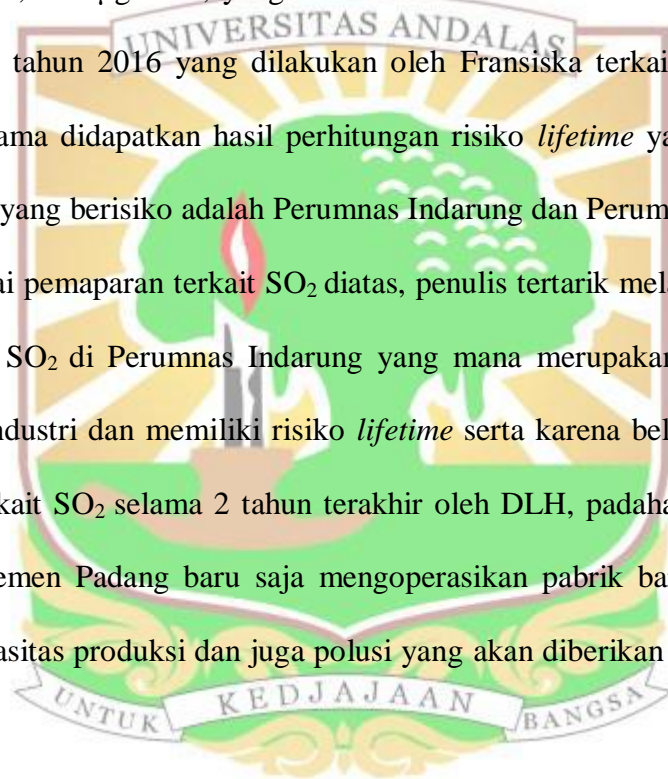 UNIVERSITAS ANDALAS
tahun 2016 yang dilakukan oleh Fransiska terkai
ama didapatkan hasil perhitungan risiko lifetime ya
yang berisiko adalah Perumnas Indarung dan Perum
ai pemaparan terkait SO₂ diatas, penulis tertarik mel
SO₂ di Perumnas Indarung yang mana merupakan
ndustri dan memiliki risiko lifetime serta karena bel
kait SO₂ selama 2 tahun terakhir oleh DLH, padaha
emen Padang baru saja mengoperasikan pabrik ba
asitas produksi dan juga polusi yang akan diberikan
UNTUK KEDJAJAAN BANGSA